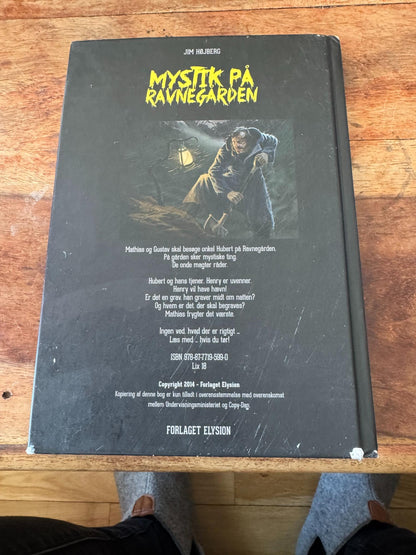 JIM HØJBERG
MYSTIK PÅ
RAVNEGÅRDEN
Mathias og Gustav skal besøge onkel Hubert på Ravnegården.
På gården sker mystiske ting.
De onde magter råder.
Hubert og hans tjener, Henry er uvenner.
Henry vil have hævn!
Er det en grav, han graver midt om natten?
Og hvem er det, der skal begraves?
Mathias frygter det værste.
Ingen ved, hvad der er rigtigt ...
Læs med ... hvis du tør!
ISBN 978-87-7719-599-0
Lix 18
Copyright 2014 - Forlaget Elysion
Kopiering af denne bog er kun tilladt i overensstemmelse med overenskomst
mellem Undervisningsministeriet og Copy-Dan.
FORLAGET ELYSION